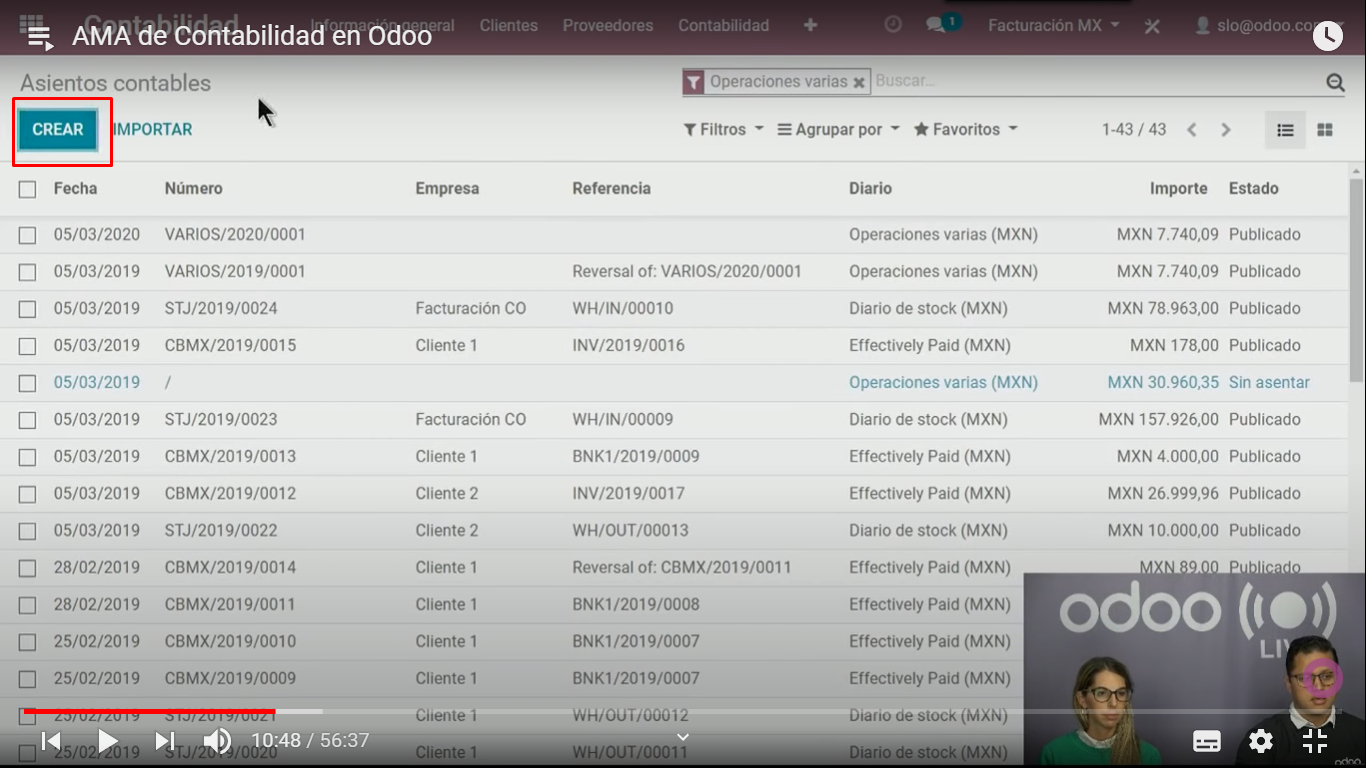 Contabilidad Información general Clientes Proveedores Contabilidad 1 Facturación MX slo@odoo.co
AMA de Contabilidad en Odoo
Asientos contables
Operaciones varias Buscar...
CREAR IMPORTAR Filtros Agrupar por Favoritos 1-43 / 43
Fecha Número Empresa Referencia Diario Importe Estado
05/03/2020 VARIOS/2020/0001 Operaciones varias (MXN) MXN 7.740,09 Publicado
05/03/2019 VARIOS/2019/0001 Reversal of: VARIOS/2020/0001 Operaciones varias (MXN) MXN 7.740,09 Publicado
05/03/2019 STJ/2019/0024 Facturación CO WH/IN/00010 Diario de stock (MXN) MXN 78.963,00 Publicado
05/03/2019 CBMX/2019/0015 Cliente 1 INV/2019/0016 Effectively Paid (MXN) MXN 178,00 Publicado
05/03/2019 / Operaciones varias (MXN) MXN 30.960,35 Sin asentar
05/03/2019 STJ/2019/0023 Facturación CO WH/IN/00009 Diario de stock (MXN) MXN 157.926,00 Publicado
05/03/2019 CBMX/2019/0013 Cliente 1 BNK1/2019/0009 Effectively Paid (MXN) MXN 4.000,00 Publicado
05/03/2019 CBMX/2019/0012 Cliente 2 INV/2019/0017 Effectively Paid (MXN) MXN 26.999,96 Publicado
05/03/2019 STJ/2019/0022 Cliente 2 WH/OUT/00013 Diario de stock (MXN) MXN 10.000,00 Publicado
28/02/2019 CBMX/2019/0014 Cliente 1 Reversal of: CBMX/2019/0011 Effectively Paid (MXN) MXN 89,00 Publicado
28/02/2019 CBMX/2019/0011 Cliente 1 BNK1/2019/0008 Effectively Paid (MXN)
25/02/2019 CBMX/2019/0010 Cliente 1 BNK1/2019/0007 Effectively Paid (MXN)
25/02/2019 CBMX/2019/0009 Cliente 1 BNK1/2019/0007 Effectively Paid (MXN)
25/02/2019 STJ/2019/0021 Cliente 1 WH/OUT/00012 Diario de stock (MXN)
25/02/2019 STJ/2019/0020 Cliente 1 WH/OUT/00011 Diario de stock (MXN)
odoo
LIV
10:48 / 56:37
odoo